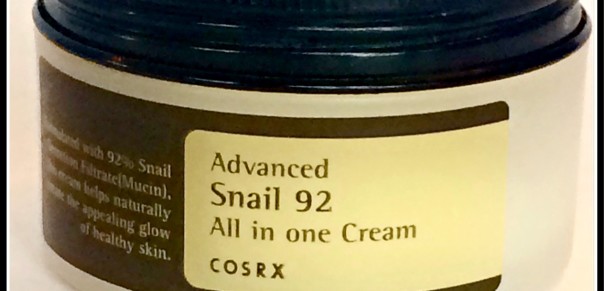 with 92% Snail
Filtrate(Mucin),
cream helps naturally
the appealing glow
of healthy skin.
Advanced
Snail 92
All in one Cream
COSRX